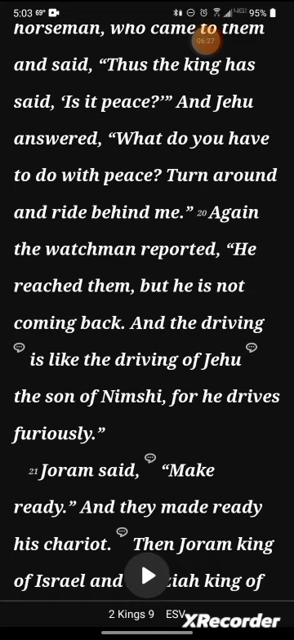 5:03 69° 95%
06:27
horseman, who came to them
and said, “Thus the king has
said, ‘Is it peace?’” And Jehu
answered, “What do you have
to do with peace? Turn around
and ride behind me.” 20 Again
the watchman reported, “He
reached them, but he is not
coming back. And the driving
is like the driving of Jehu
the son of Nimshi, for he drives
furiously.”
21 Joram said, “Make
ready.” And they made ready
his chariot. Then Joram king
of Israel and iah king of
2 Kings 9 ESV
XRecorder